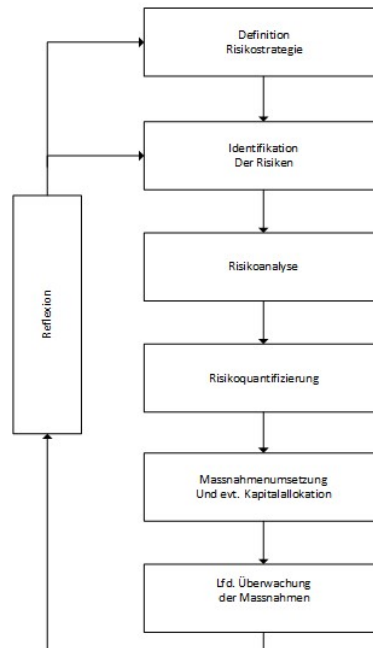 Definition
Risikostrategie
Identifikation
Der Risiken
Risikoanalyse
Reflexion
Risikoquantifizierung
Massnahmenumsetzung
Und evt. Kapitalallokation
Lfd. Überwachung
der Massnahmen